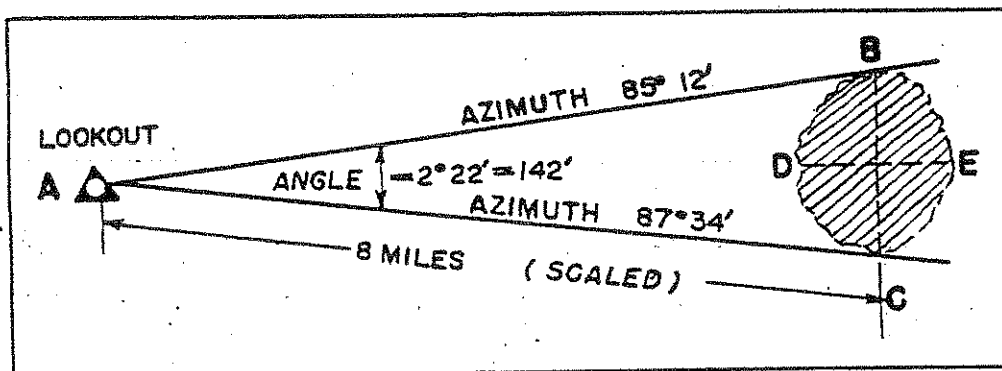 B
AZIMUTH 85° 12'
LOOKOUT
A
ANGLE = 2° 22' = 142'
D E
AZIMUTH 87° 34'
8 MILES (SCALED)
C